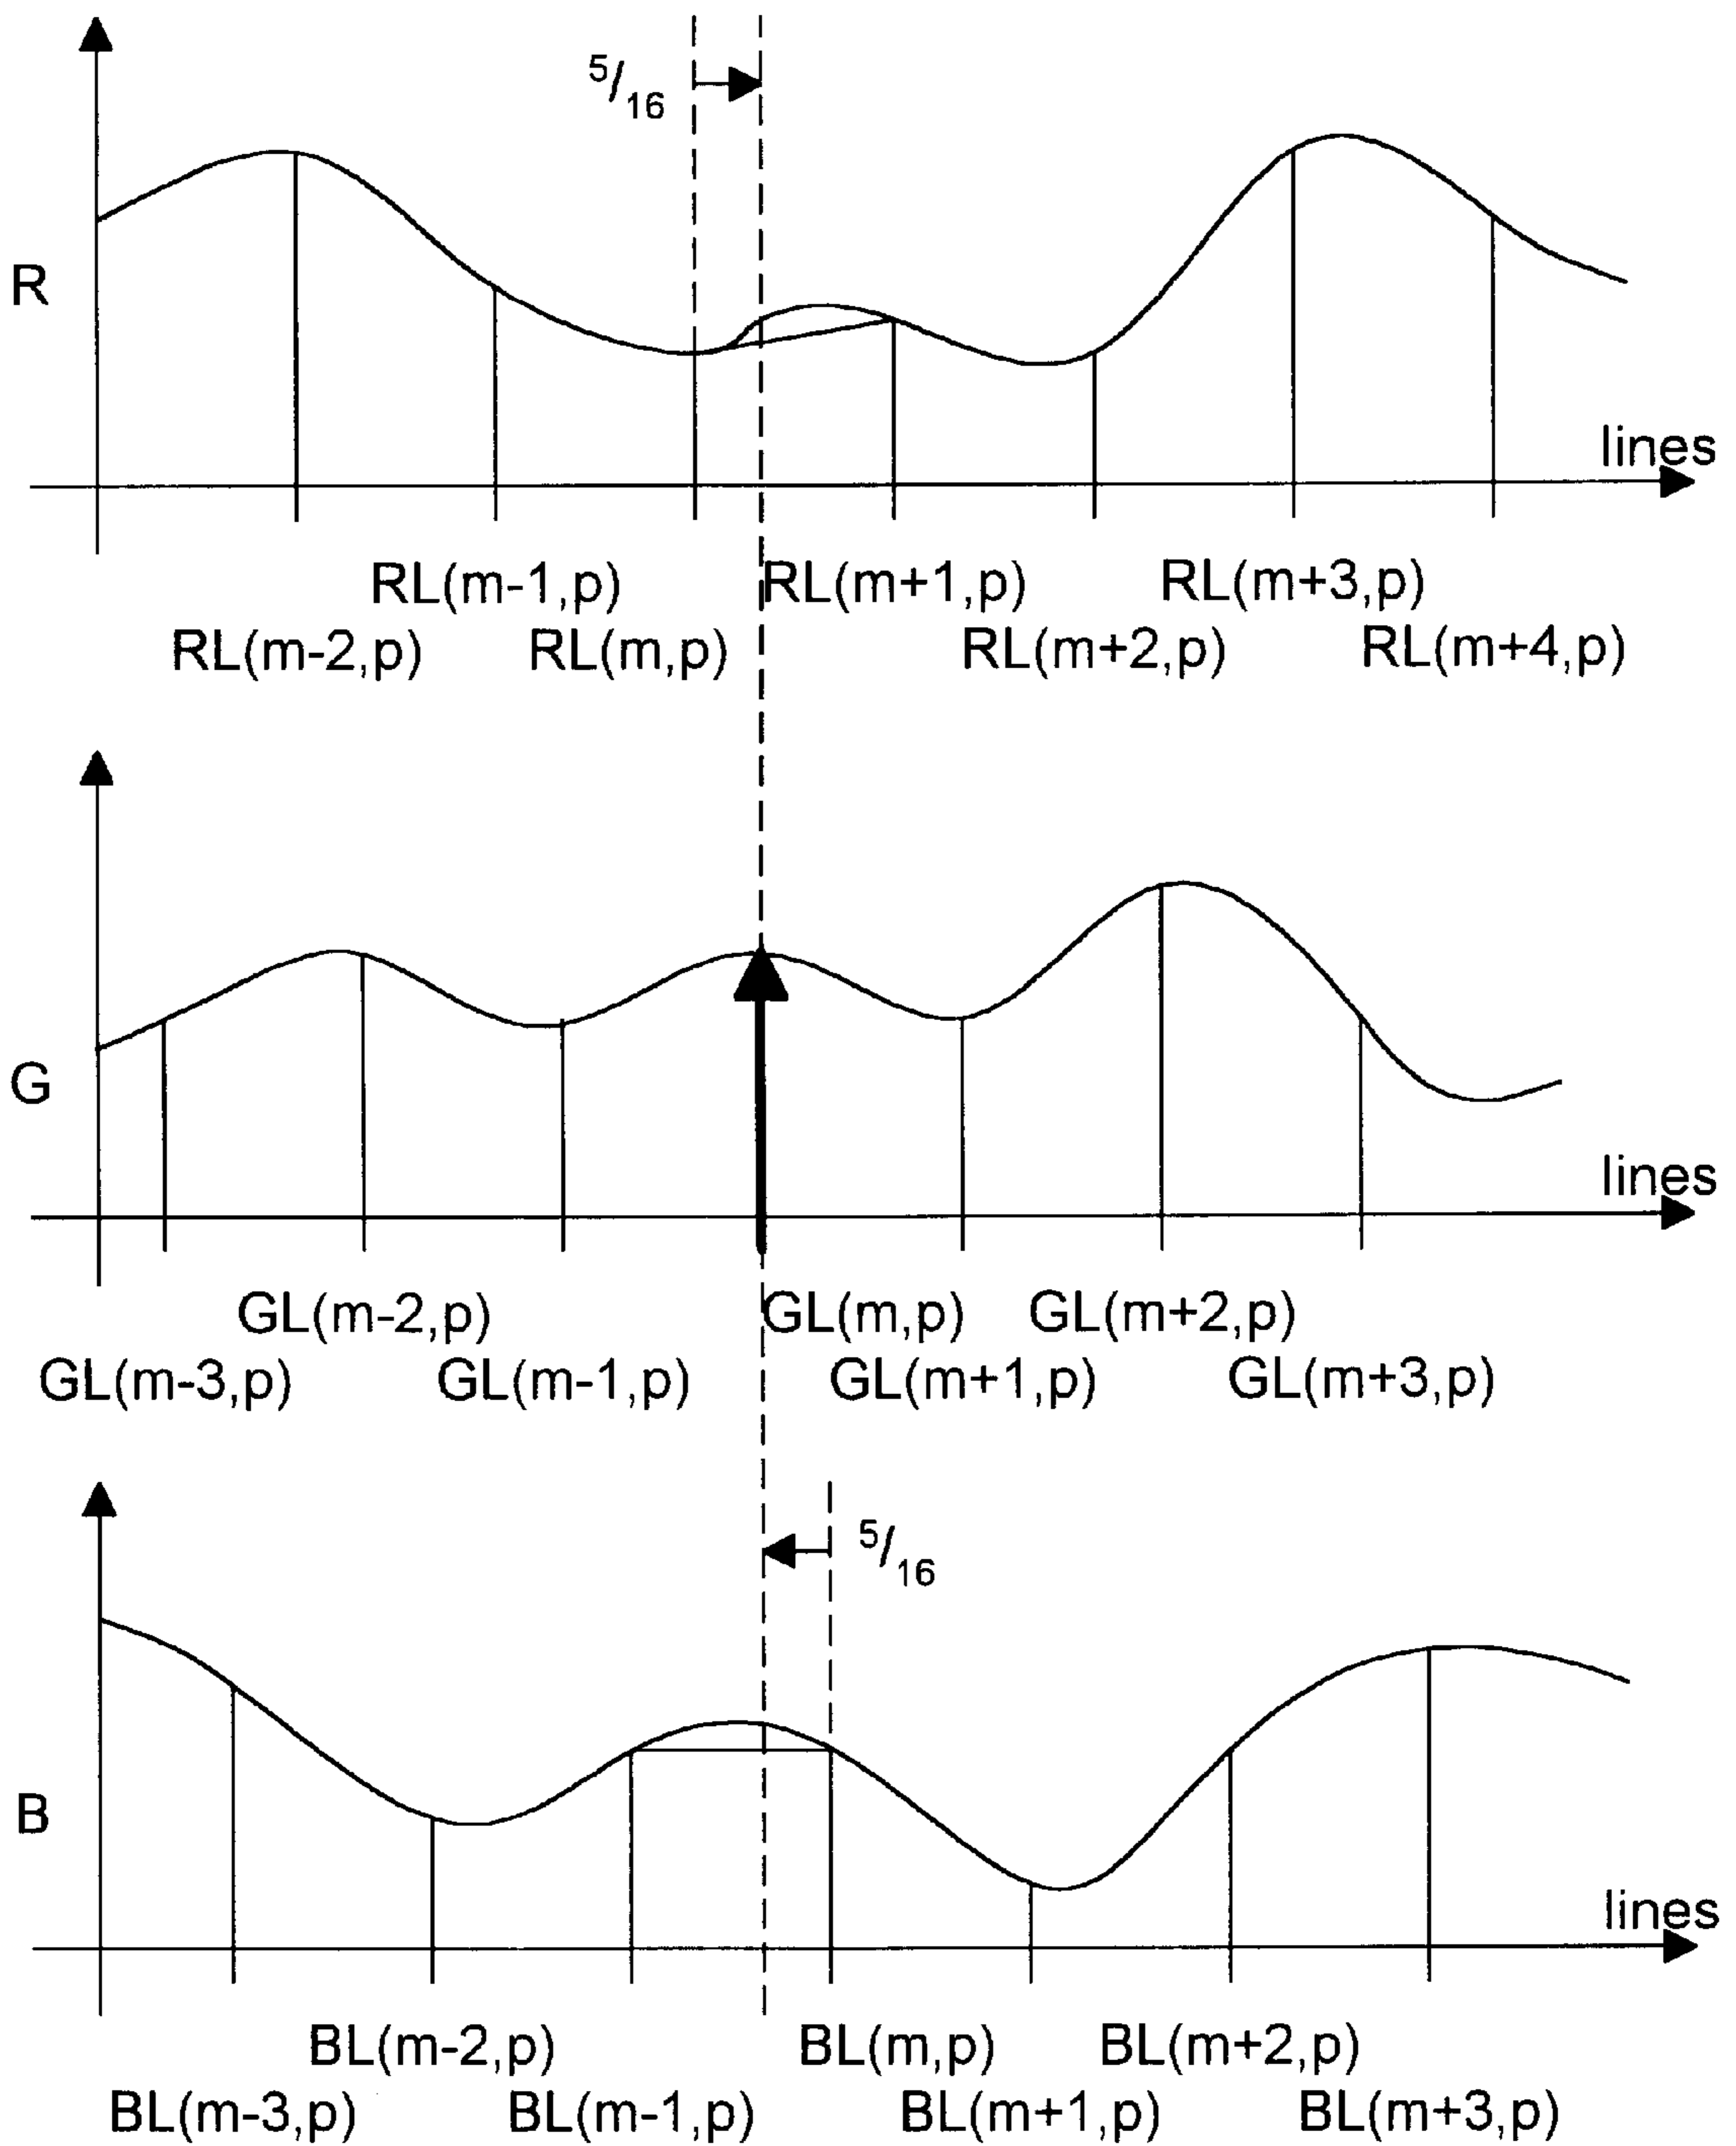 5/16
R
lines
RL(m-1,p) RL(m+1,p) RL(m+3,p)
RL(m-2,p) RL(m,p) RL(m+2,p) RL(m+4,p)
G
lines
GL(m-2,p) GL(m,p) GL(m+2,p)
GL(m-3,p) GL(m-1,p) GL(m+1,p) GL(m+3,p)
5/16
B
lines
BL(m-2,p) BL(m,p) BL(m+2,p)
BL(m-3,p) BL(m-1,p) BL(m+1,p) BL(m+3,p)